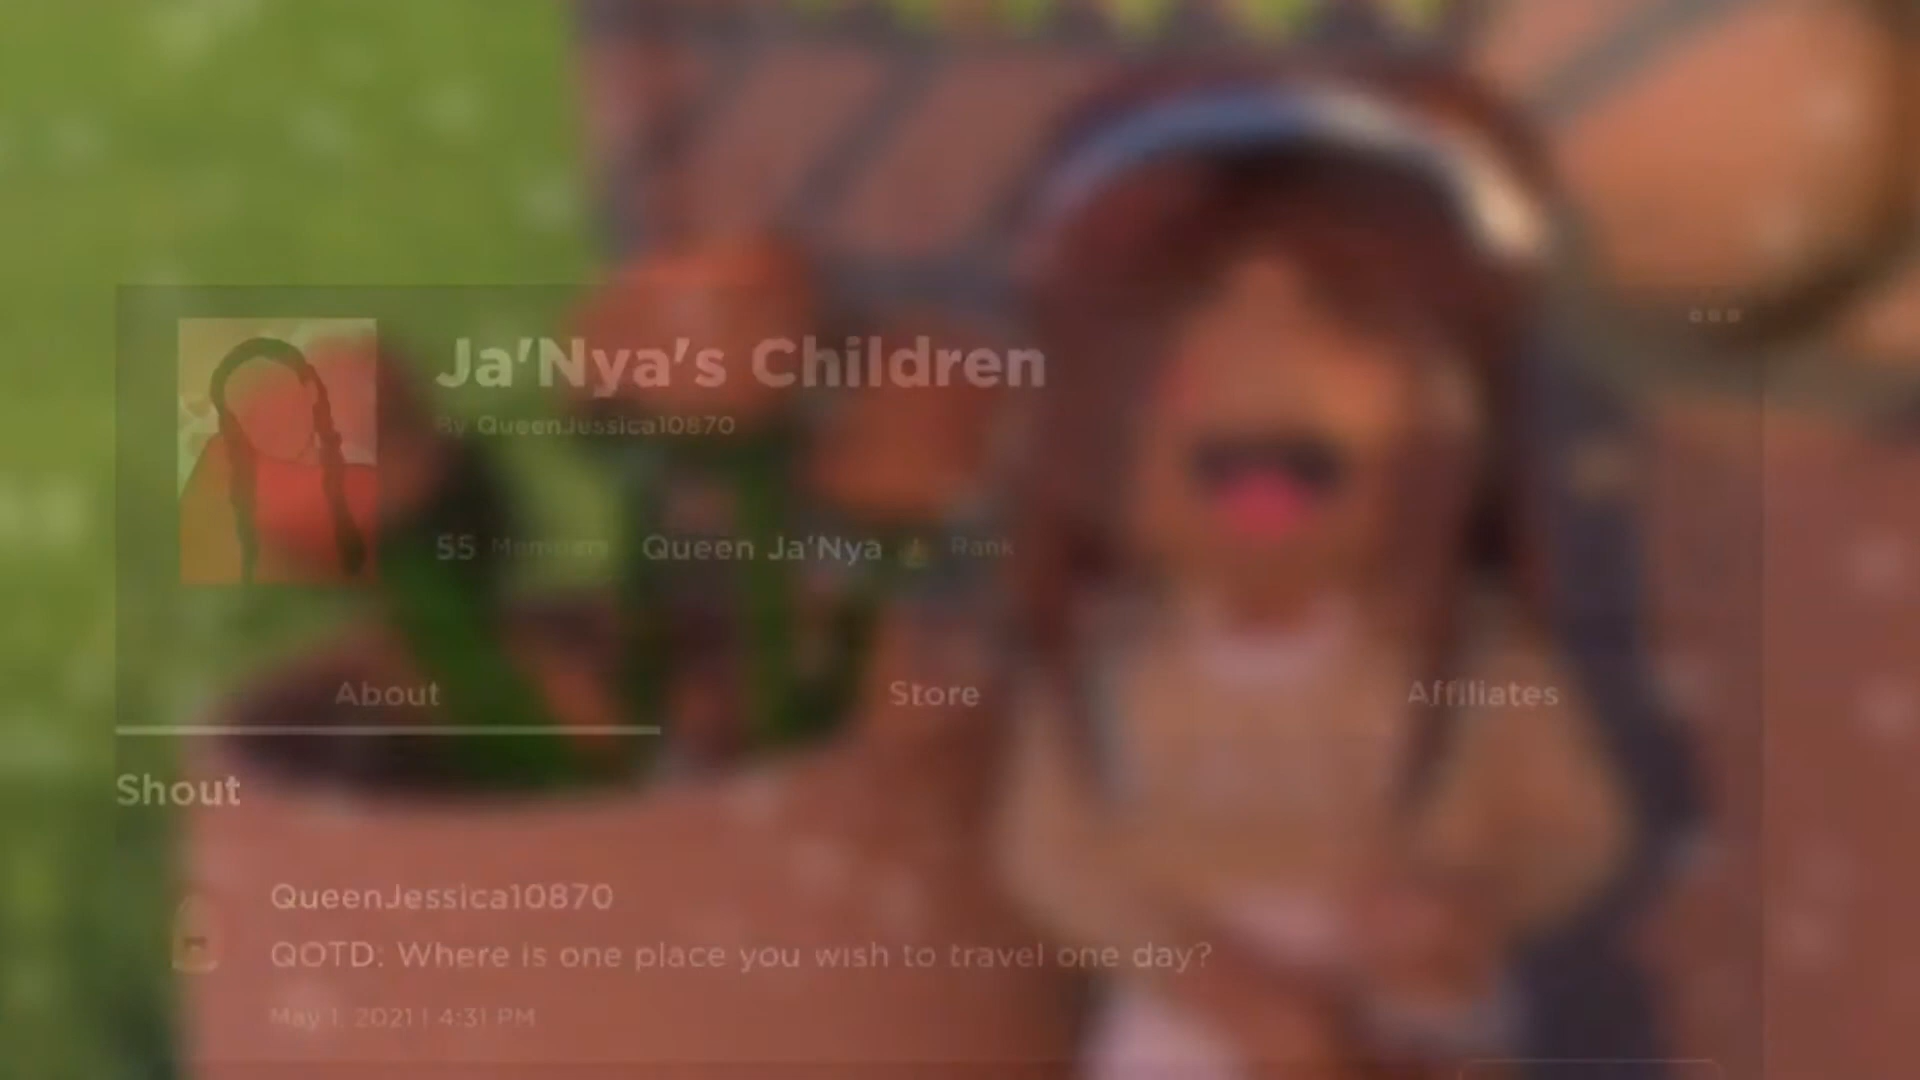 Ja'Nya's Children
By QueenJessica10870
55 Members Queen Ja'Nya Rank
About Store Affiliates
Shout
QueenJessica10870
QOTD: Where is one place you wish to travel one day?
May 1, 2021 | 4:31 PM